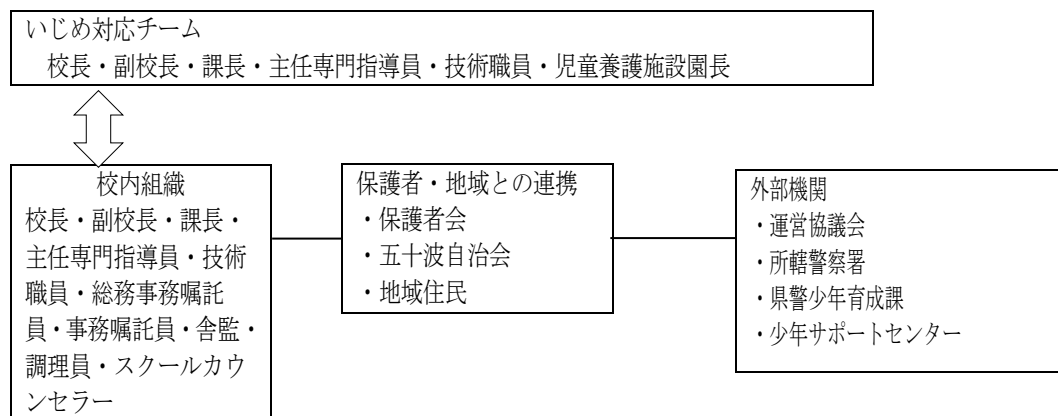 いじめ対応チーム
校長・副校長・課長・主任専門指導員・技術職員・児童養護施設園長
校内組織
校長・副校長・課長・
主任専門指導員・技術
職員・総務事務嘱託
員・事務嘱託員・舎監・
調理員・スクールカウ
ンセラー
保護者・地域との連携
・保護者会
・五十波自治会
・地域住民
外部機関
・運営協議会
・所轄警察署
・県警少年育成課
・少年サポートセンター